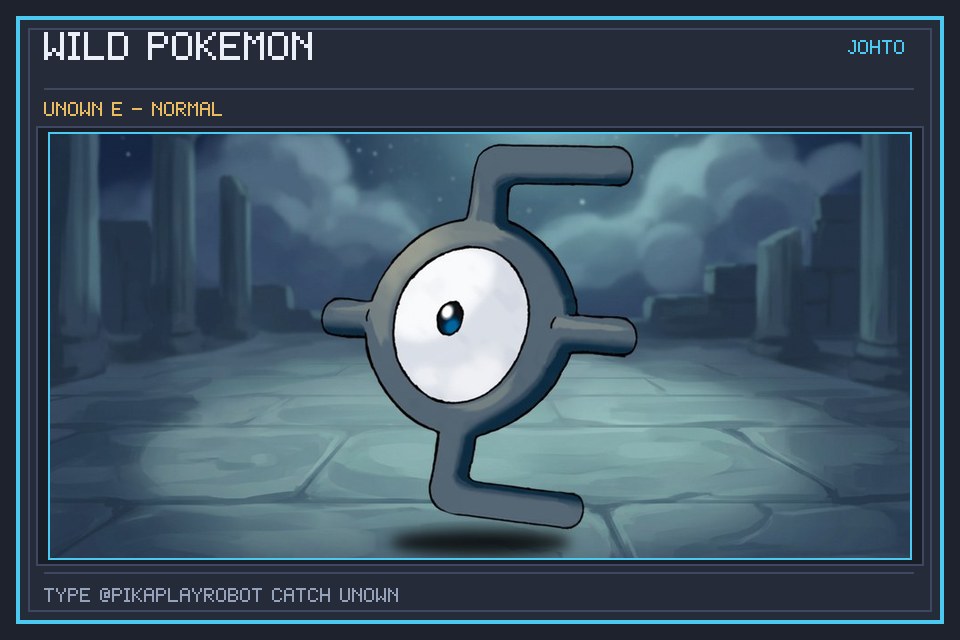 WILD POKEMON
JOHTO
UNOWN E - NORMAL
TYPE @PIKAPLAYROBOT CATCH UNOWN